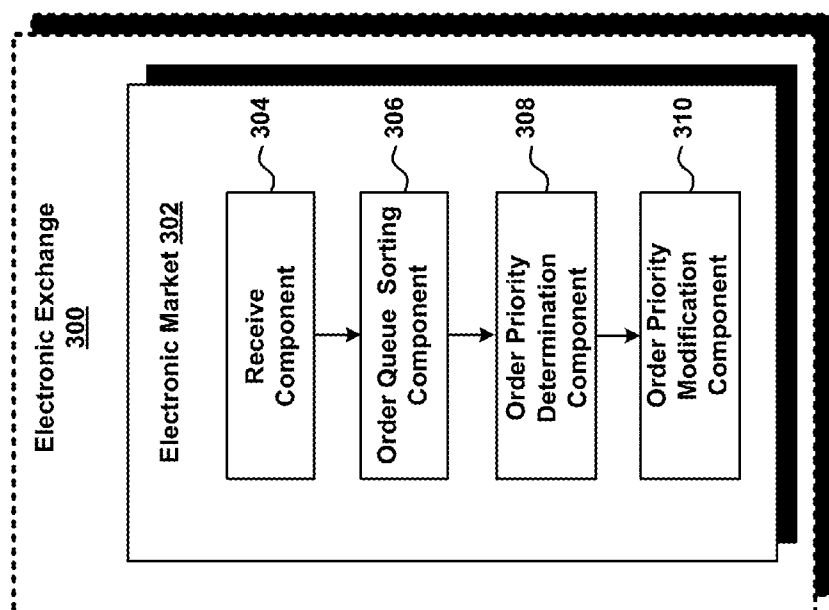 Electronic Exchange
300
Electronic Market 302
Receive
Component
304
Order Queue Sorting
Component
306
Order Priority
Determination
Component
308
Order Priority
Modification
Component
310